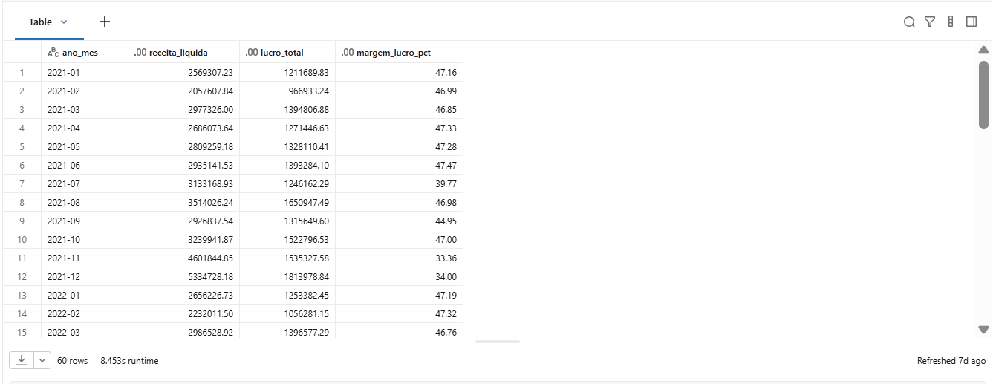 Table
ABC ano_mes .00 receita_liquida .00 lucro_total .00 margem_lucro_pct
1 2021-01 2569307.23 1211689.83 47.16
2 2021-02 2057607.84 966933.24 46.99
3 2021-03 2977326.00 1394806.88 46.85
4 2021-04 2686073.64 1271446.63 47.33
5 2021-05 2809259.18 1328110.41 47.28
6 2021-06 2935141.53 1393284.10 47.47
7 2021-07 3133168.93 1246162.29 39.77
8 2021-08 3514026.24 1650947.49 46.98
9 2021-09 2926837.54 1315649.60 44.95
10 2021-10 3239941.87 1522796.53 47.00
11 2021-11 4601844.85 1535327.58 33.36
12 2021-12 5334728.18 1813978.84 34.00
13 2022-01 2656226.73 1253382.45 47.19
14 2022-02 2232011.50 1056281.15 47.32
15 2022-03 2986528.92 1396577.29 46.76
60 rows 8.453s runtime Refreshed 7d ago